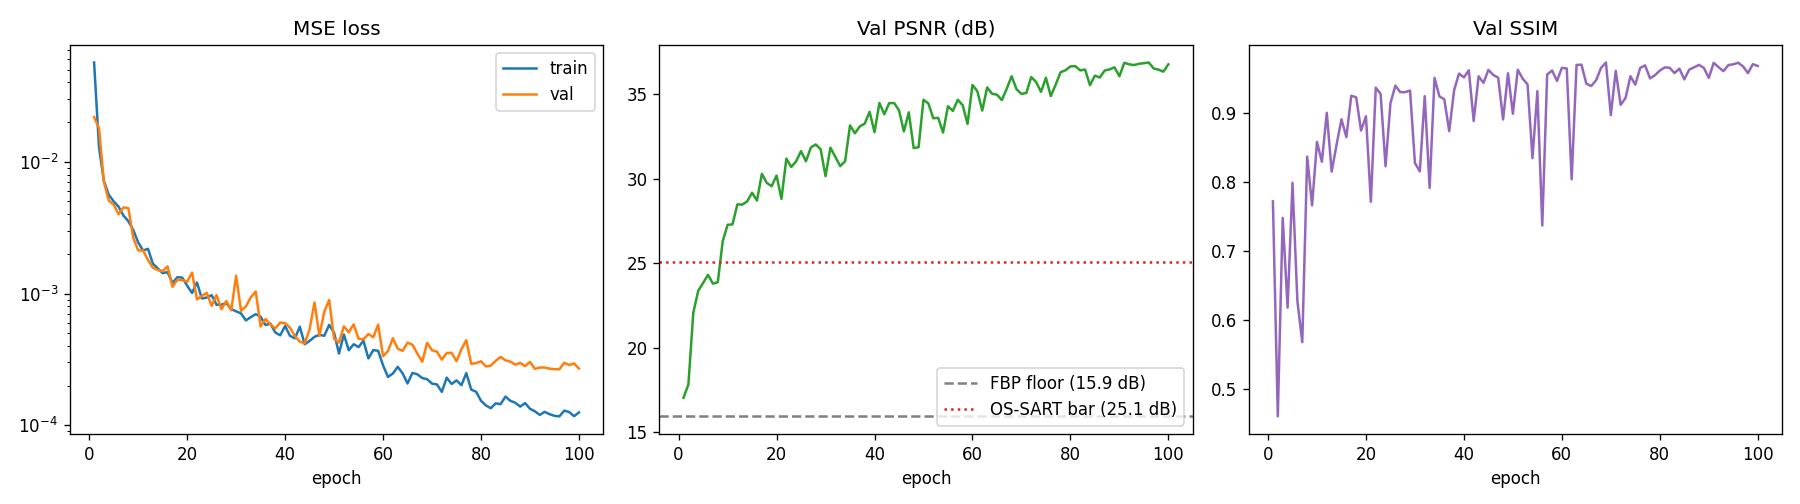 MSE loss
train
val
10⁻²
10⁻³
10⁻⁴
0 20 40 60 80 100
epoch
Val PSNR (dB)
35
30
25
20
15
FBP floor (15.9 dB)
OS-SART bar (25.1 dB)
0 20 40 60 80 100
epoch
Val SSIM
0.9
0.8
0.7
0.6
0.5
0 20 40 60 80 100
epoch